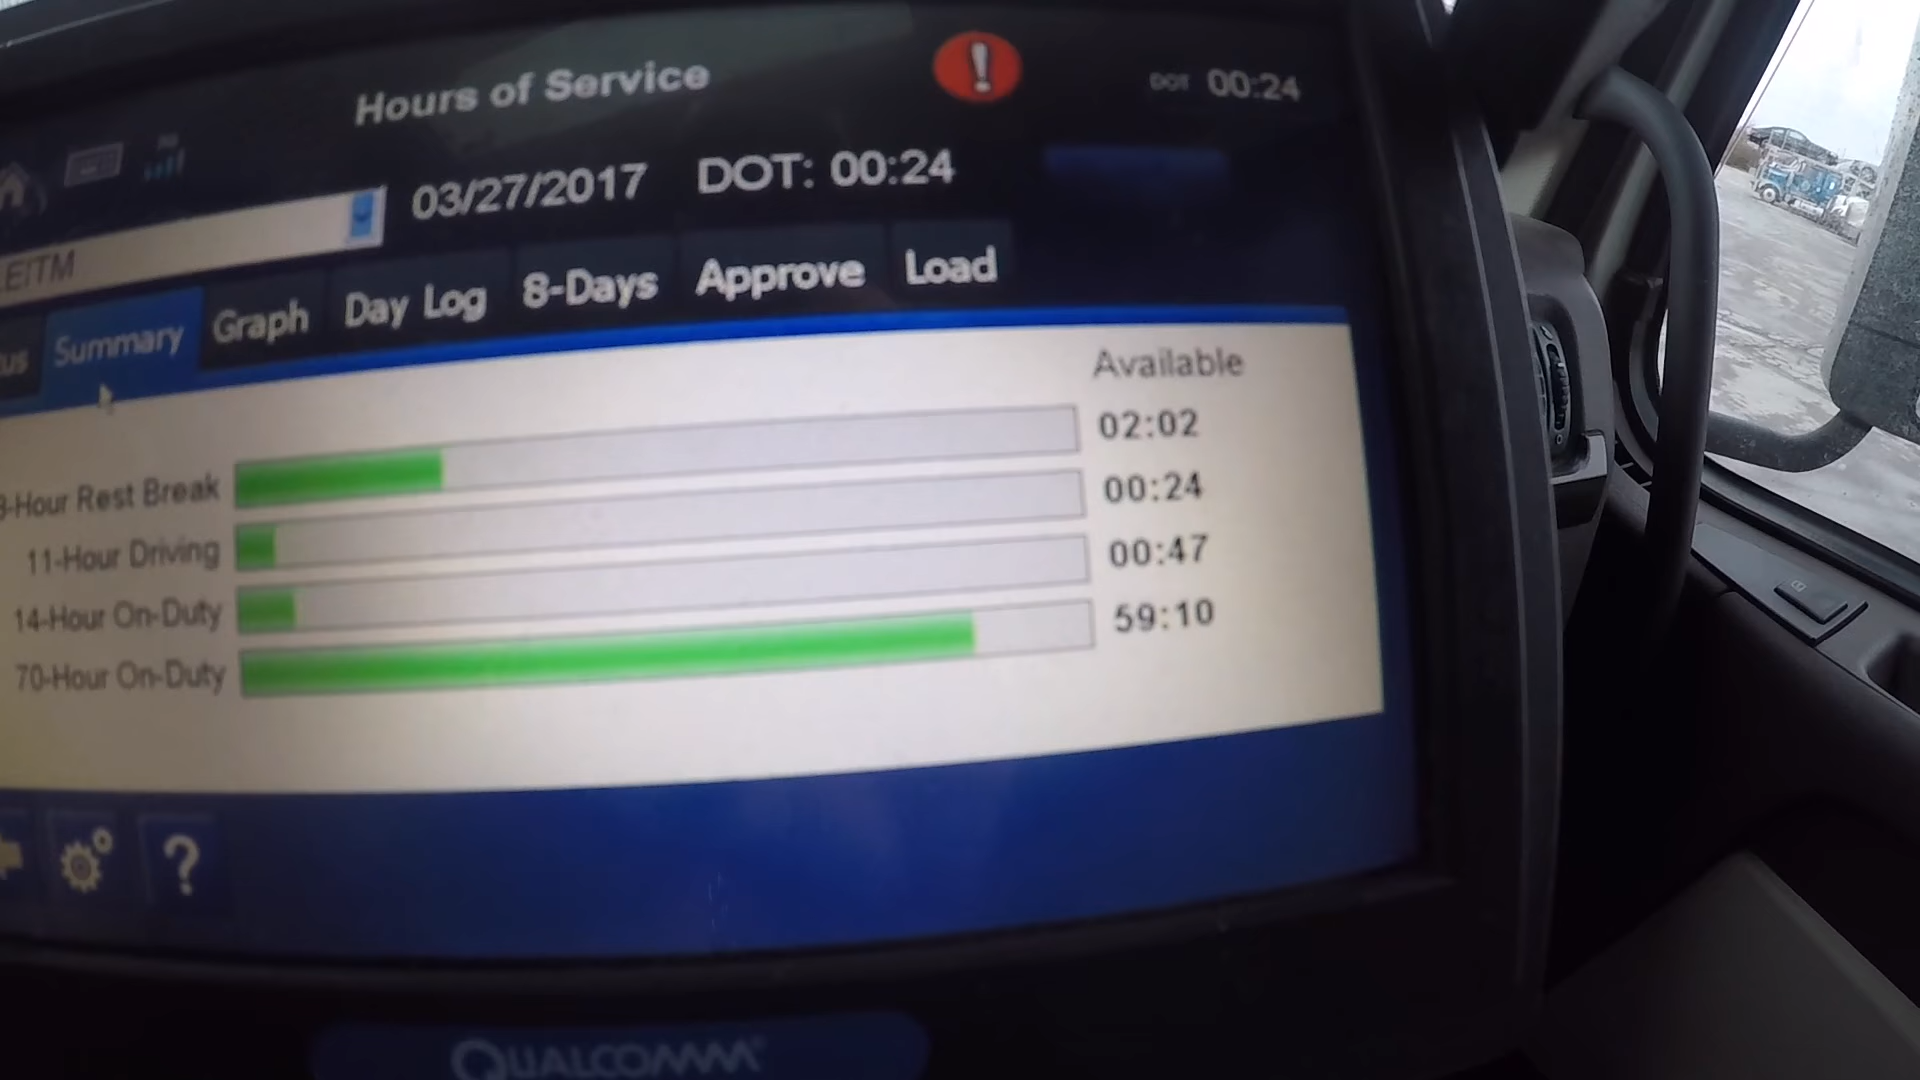 Hours of Service
DOT 00:24
03/27/2017 DOT: 00:24
Summary Graph Day Log 8-Days Approve Load
Available
-Hour Rest Break 02:02
11-Hour Driving 00:24
14-Hour On-Duty 00:47
70-Hour On-Duty 59:10
?
QUALCOMM